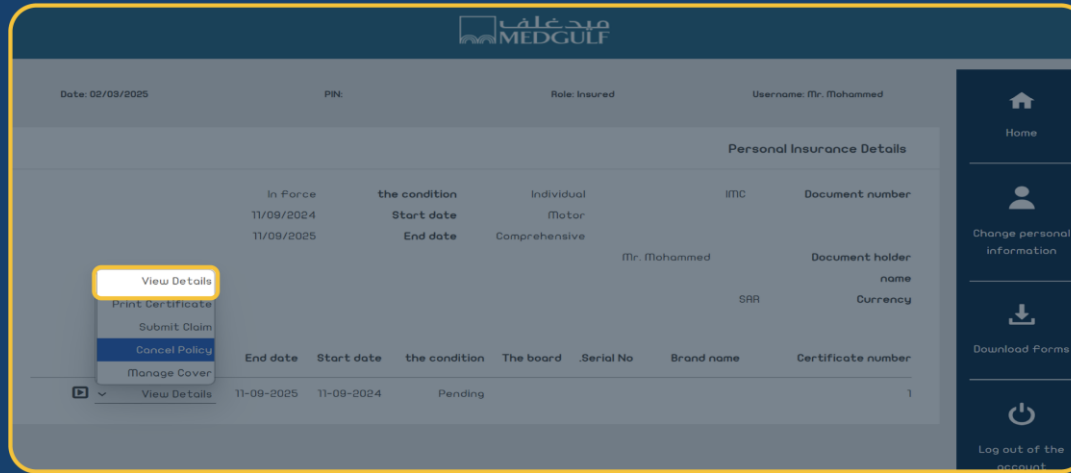 ميدغلف
MEDGULF
Date: 02/03/2025 PIN: Role: Insured Username: Mr. Mohammed
Personal Insurance Details
In force the condition Individual IMC Document number
11/09/2024 Start date Motor
11/09/2025 End date Comprehensive
Mr. Mohammed Document holder
name
SAR Currency
View Details
Print Certificate
Submit Claim
Cancel Policy
Manage Cover
End date Start date the condition The board .Serial No Brand name Certificate number
View Details 11-09-2025 11-09-2024 Pending 1
Home
Change personal
information
Download Forms
Log out of the
account